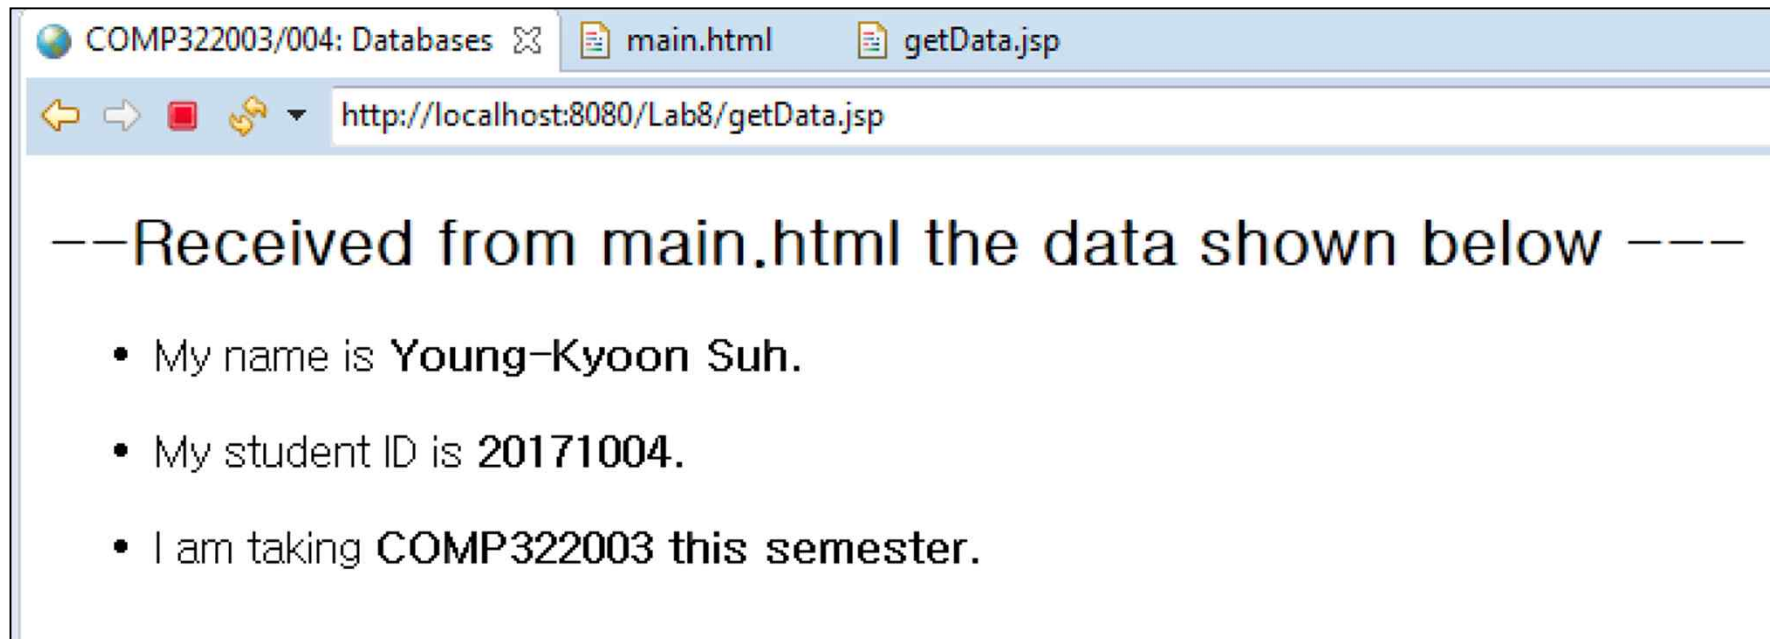 COMP322003/004: Databases main.html getData.jsp
http://localhost:8080/Lab8/getData.jsp
--Received from main.html the data shown below ---
• My name is Young-Kyoon Suh.
• My student ID is 20171004.
• I am taking COMP322003 this semester.